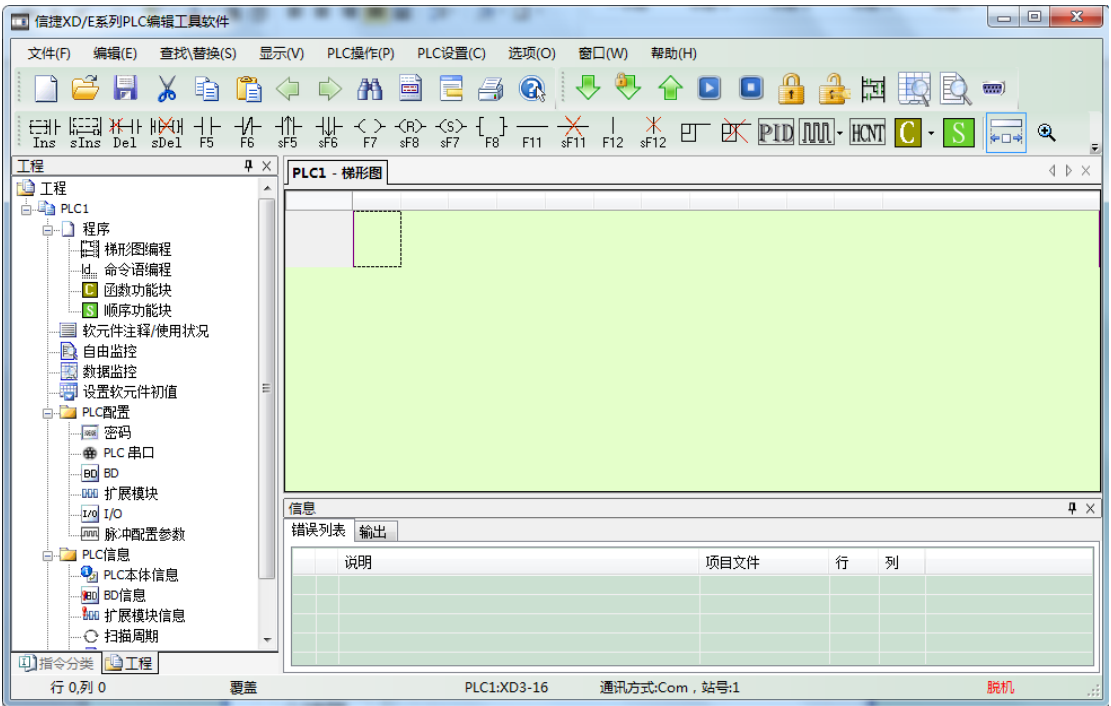 信捷XD/E系列PLC编辑工具软件
文件(F) 编辑(E) 查找\替换(S) 显示(V) PLC操作(P) PLC设置(C) 选项(O) 窗口(W) 帮助(H)
PID HCNT C S
Ins sIns Del sDel F5 F6 sF5 sF6 F7 sF8 sF7 F8 F11 sF11 F12 sF12
工程
PLC1 - 梯形图
工程
PLC1
程序
梯形图编程
命令语编程
函数功能块
顺序功能块
软元件注释/使用状况
自由监控
数据监控
设置软元件初值
PLC配置
密码
PLC 串口
BD BD
扩展模块
I/O I/O
脉冲配置参数
PLC信息
PLC本体信息
BD信息
扩展模块信息
扫描周期
指令分类 工程
信息
错误列表 输出
说明 项目文件 行 列
行 0,列 0 覆盖 PLC1:XD3-16 通讯方式:Com，站号:1 脱机